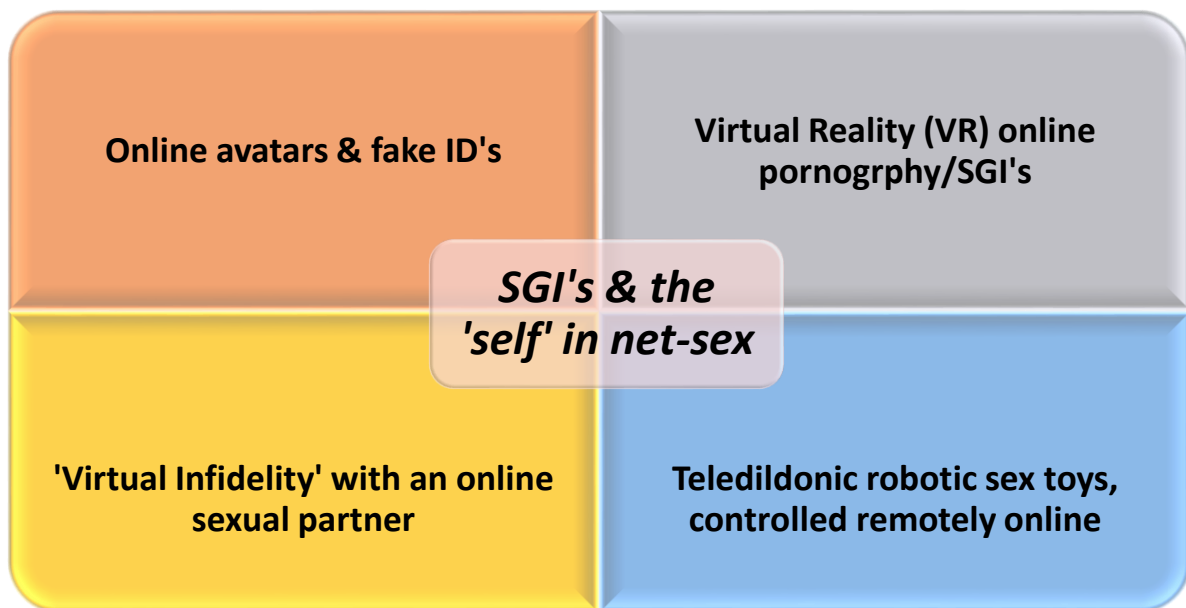 Online avatars & fake ID's
Virtual Reality (VR) online
pornogrphy/SGI's
SGI's & the
'self' in net-sex
'Virtual Infidelity' with an online
sexual partner
Teledildonic robotic sex toys,
controlled remotely online